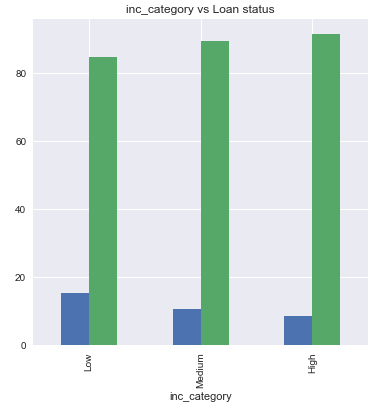 inc_category vs Loan status
80
60
40
20
0
Low
Medium
High
inc_category